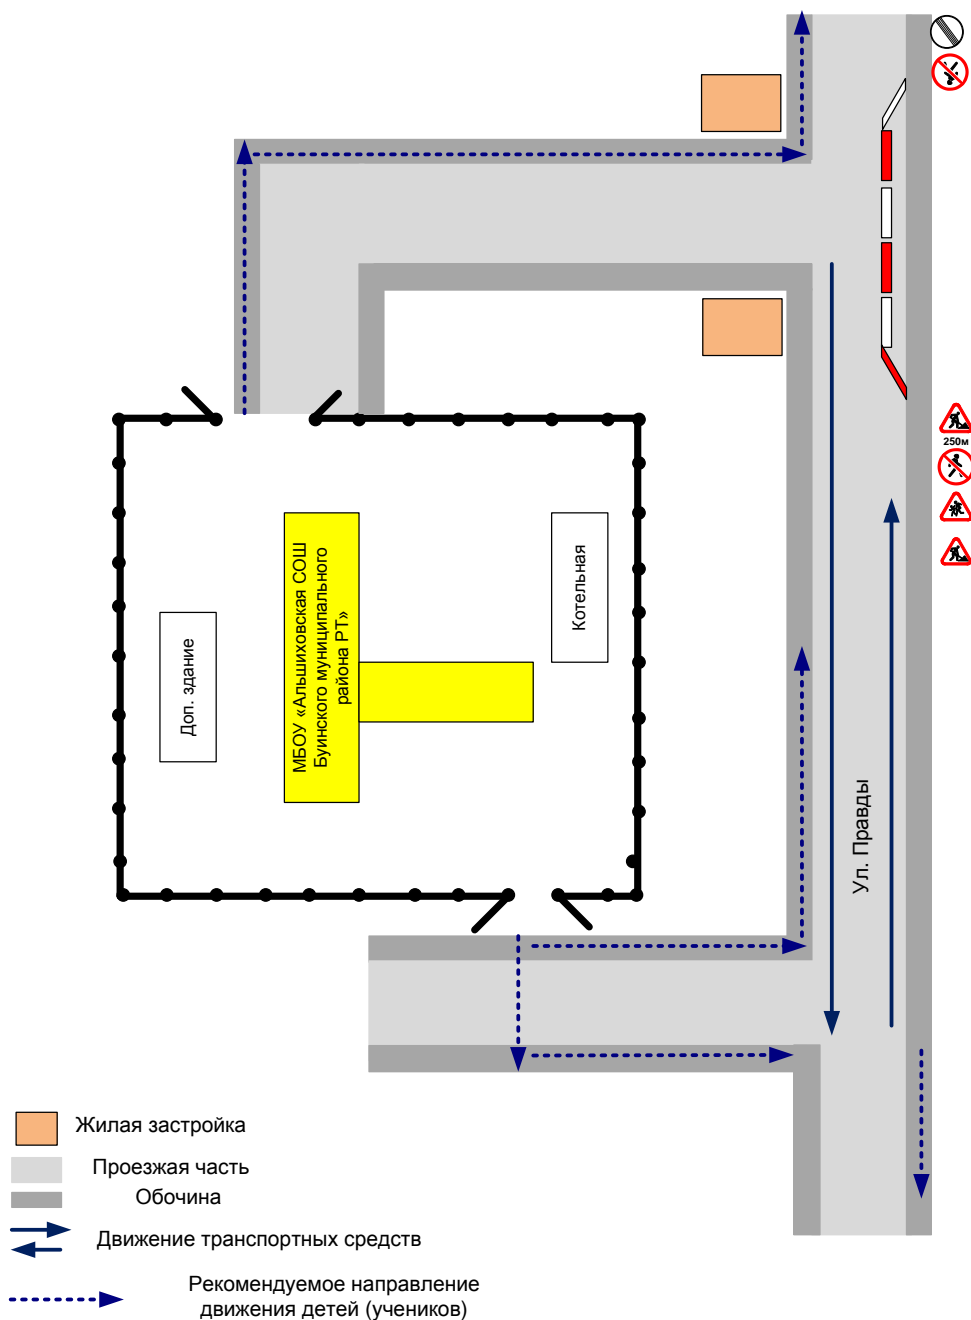 250м
МБОУ «Альшиховская СОШ
Буинского муниципального
района РТ»
Котельная
Доп. здание
Ул. Правды
Жилая застройка
Проезжая часть
Обочина
Движение транспортных средств
Рекомендуемое направление
движения детей (учеников)